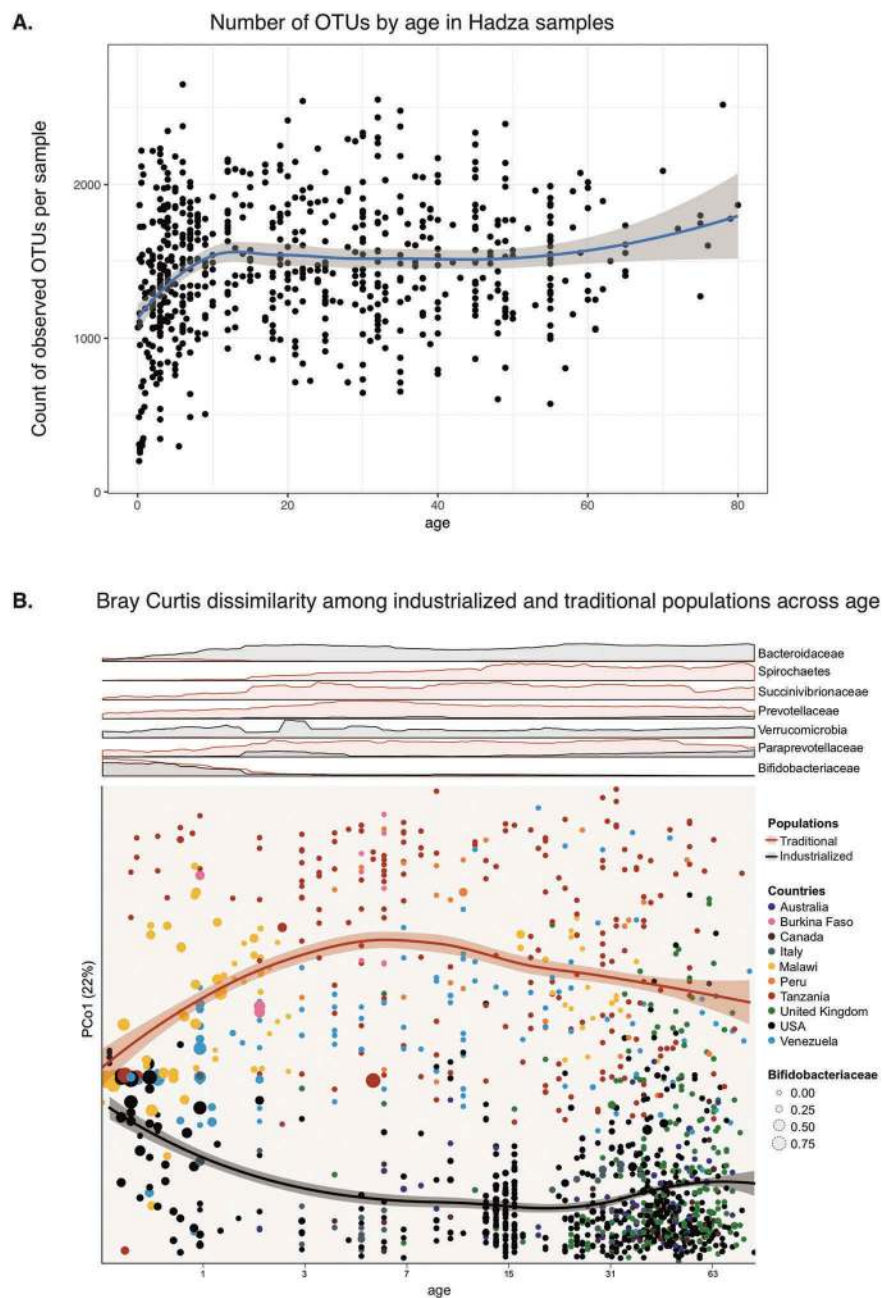 A.
Number of OTUs by age in Hadza samples
Count of observed OTUs per sample
2000
1000
0
0
20
40
60
80
age
B.
Bray Curtis dissimilarity among industrialized and traditional populations across age
Bacteroidaceae
Spirochaetes
Succinivibrionaceae
Prevotellaceae
Verrucomicrobia
Paraprevotellaceae
Bifidobacteriaceae
PCo1 (22%)
1
3
7
15
31
63
age
Populations
Traditional
Industrialized
Countries
Australia
Burkina Faso
Canada
Italy
Malawi
Peru
Tanzania
United Kingdom
USA
Venezuela
Bifidobacteriaceae
0.00
0.25
0.50
0.75